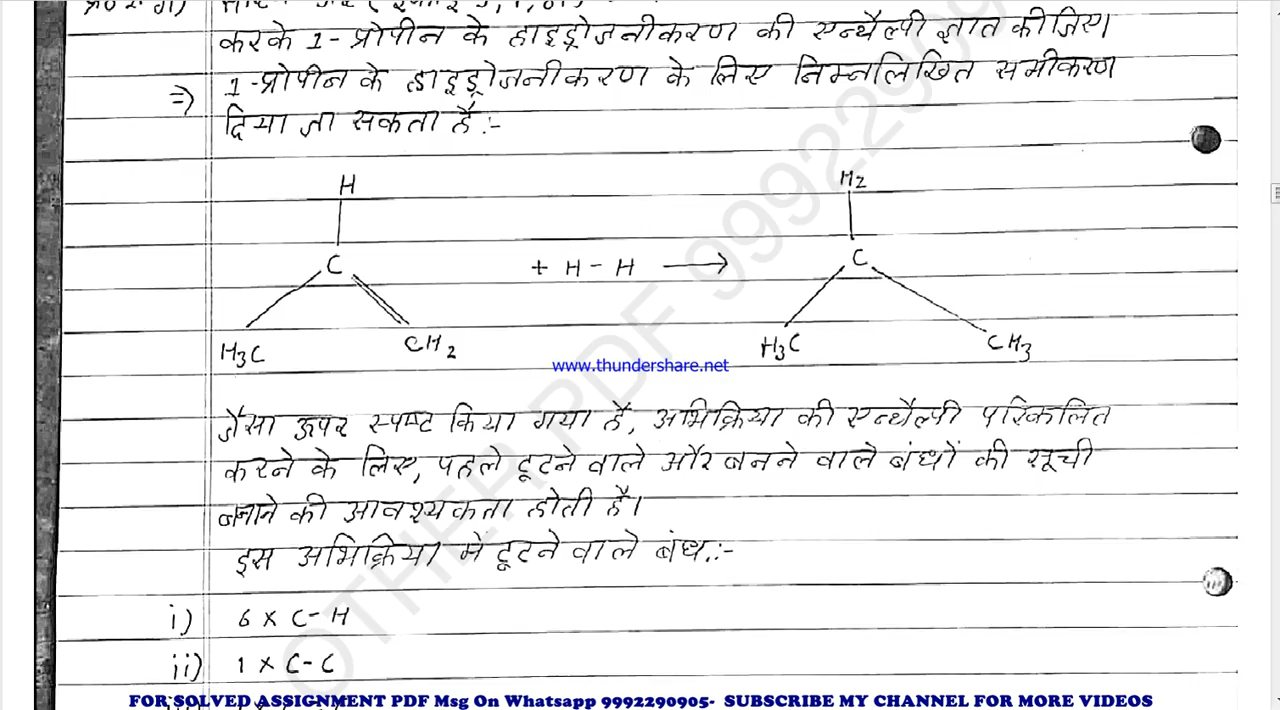 करके 1-प्रोपीन के हाइड्रोजनीकरण की एन्थैल्पी ज्ञात कीजिए।
⇒ 1-प्रोपीन के हाइड्रोजनीकरण के लिए निम्नलिखित समीकरण
दिया जा सकता है:-
H H2
C + H-H → C
H3C CH2 H3C CH3
www.thundershare.net
जैसा ऊपर स्पष्ट किया गया है, अभिक्रिया की एन्थैल्पी परिकलित
करने के लिए, पहले टूटने वाले और बनने वाले बंधों की सूची
बनाने की आवश्यकता होती है।
इस अभिक्रिया में टूटने वाले बंध:-
i) 6 x C-H
ii) 1 x C-C
FOR SOLVED ASSIGNMENT PDF Msg On Whatsapp 9992290905- SUBSCRIBE MY CHANNEL FOR MORE VIDEOS